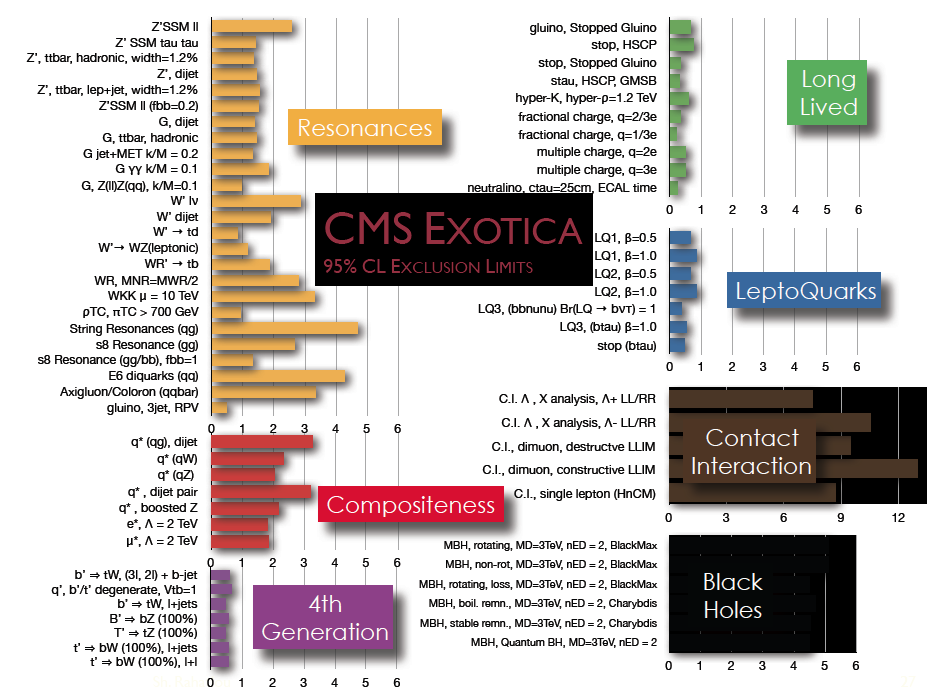 Z'SSM ll
Z' SSM tau tau
Z', ttbar, hadronic, width=1.2%
Z', dijet
Z', ttbar, lep+jet, width=1.2%
Z'SSM ll (fbb=0.2)
G, dijet
G, ttbar, hadronic
G jet+MET k/M = 0.2
G γγ k/M = 0.1
G, Z(ll)Z(qq), k/M=0.1
W' lν
W' dijet
W' → td
W'→ WZ(leptonic)
WR' → tb
WR, MNR=MWR/2
WKK μ = 10 TeV
ρTC, πTC > 700 GeV
String Resonances (qg)
s8 Resonance (gg)
s8 Resonance (gg/bb), fbb=1
E6 diquarks (qq)
Axigluon/Coloron (qqbar)
gluino, 3jet, RPV
0 1 2 3 4 5 6
Resonances
q* (qg), dijet
q* (qW)
q* (qZ)
q* , dijet pair
q* , boosted Z
e*, Λ = 2 TeV
μ*, Λ = 2 TeV
0 1 2 3 4 5 6
Compositeness
b' ⇒ tW, (3l, 2l) + b-jet
q', b'/t' degenerate, Vtb=1
b' ⇒ tW, l+jets
B' ⇒ bZ (100%)
T' ⇒ tZ (100%)
t' ⇒ bW (100%), l+jets
t' ⇒ bW (100%), l+l
0 1 2 3 4 5 6
4th
Generation
CMS EXOTICA
95% CL EXCLUSION LIMITS
gluino, Stopped Gluino
stop, HSCP
stop, Stopped Gluino
stau, HSCP, GMSB
hyper-K, hyper-ρ=1.2 TeV
fractional charge, q=2/3e
fractional charge, q=1/3e
multiple charge, q=2e
multiple charge, q=3e
neutralino, ctau=25cm, ECAL time
0 1 2 3 4 5 6
Long
Lived
LQ1, β=0.5
LQ1, β=1.0
LQ2, β=0.5
LQ2, β=1.0
LQ3, (bbnunu) Br(LQ → bντ) = 1
LQ3, (btau) β=1.0
stop (btau)
0 1 2 3 4 5 6
LeptoQuarks
C.I. Λ , X analysis, Λ+ LL/RR
C.I. Λ , X analysis, Λ- LL/RR
C.I., dimuon, destructve LLIM
C.I., dimuon, constructive LLIM
C.I., single lepton (HnCM)
0 3 6 9 12
Contact
Interaction
MBH, rotating, MD=3TeV, nED = 2, BlackMax
MBH, non-rot, MD=3TeV, nED = 2, BlackMax
MBH, rotating, loss, MD=3TeV, nED = 2, BlackMax
MBH, boil. remn., MD=3TeV, nED = 2, Charybdis
MBH, stable remn., MD=3TeV, nED = 2, Charybdis
MBH, Quantum BH, MD=3TeV, nED = 2
0 1 2 3 4 5 6
Black
Holes